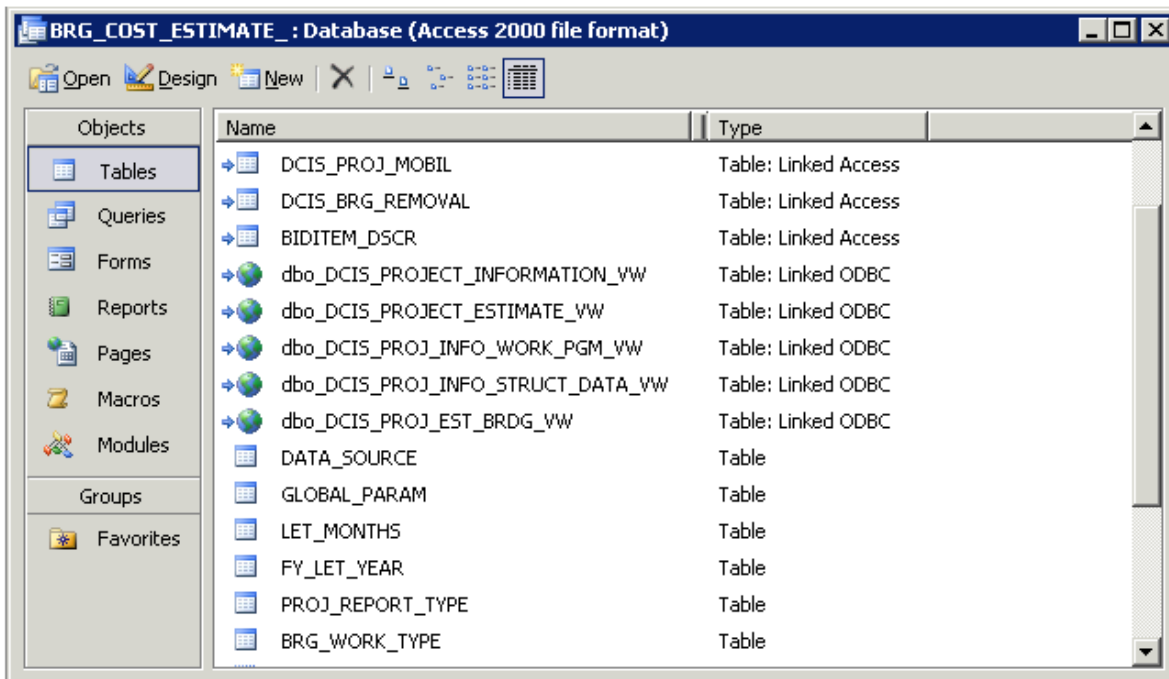 BRG_COST_ESTIMATE_ : Database (Access 2000 file format)
Open Design New
Objects
Tables
Queries
Forms
Reports
Pages
Macros
Modules
Groups
Favorites
Name Type
DCIS_PROJ_MOBIL Table: Linked Access
DCIS_BRG_REMOVAL Table: Linked Access
BIDITEM_DSCR Table: Linked Access
dbo_DCIS_PROJECT_INFORMATION_VW Table: Linked ODBC
dbo_DCIS_PROJECT_ESTIMATE_VW Table: Linked ODBC
dbo_DCIS_PROJ_INFO_WORK_PGM_VW Table: Linked ODBC
dbo_DCIS_PROJ_INFO_STRUCT_DATA_VW Table: Linked ODBC
dbo_DCIS_PROJ_EST_BRDG_VW Table: Linked ODBC
DATA_SOURCE Table
GLOBAL_PARAM Table
LET_MONTHS Table
FY_LET_YEAR Table
PROJ_REPORT_TYPE Table
BRG_WORK_TYPE Table